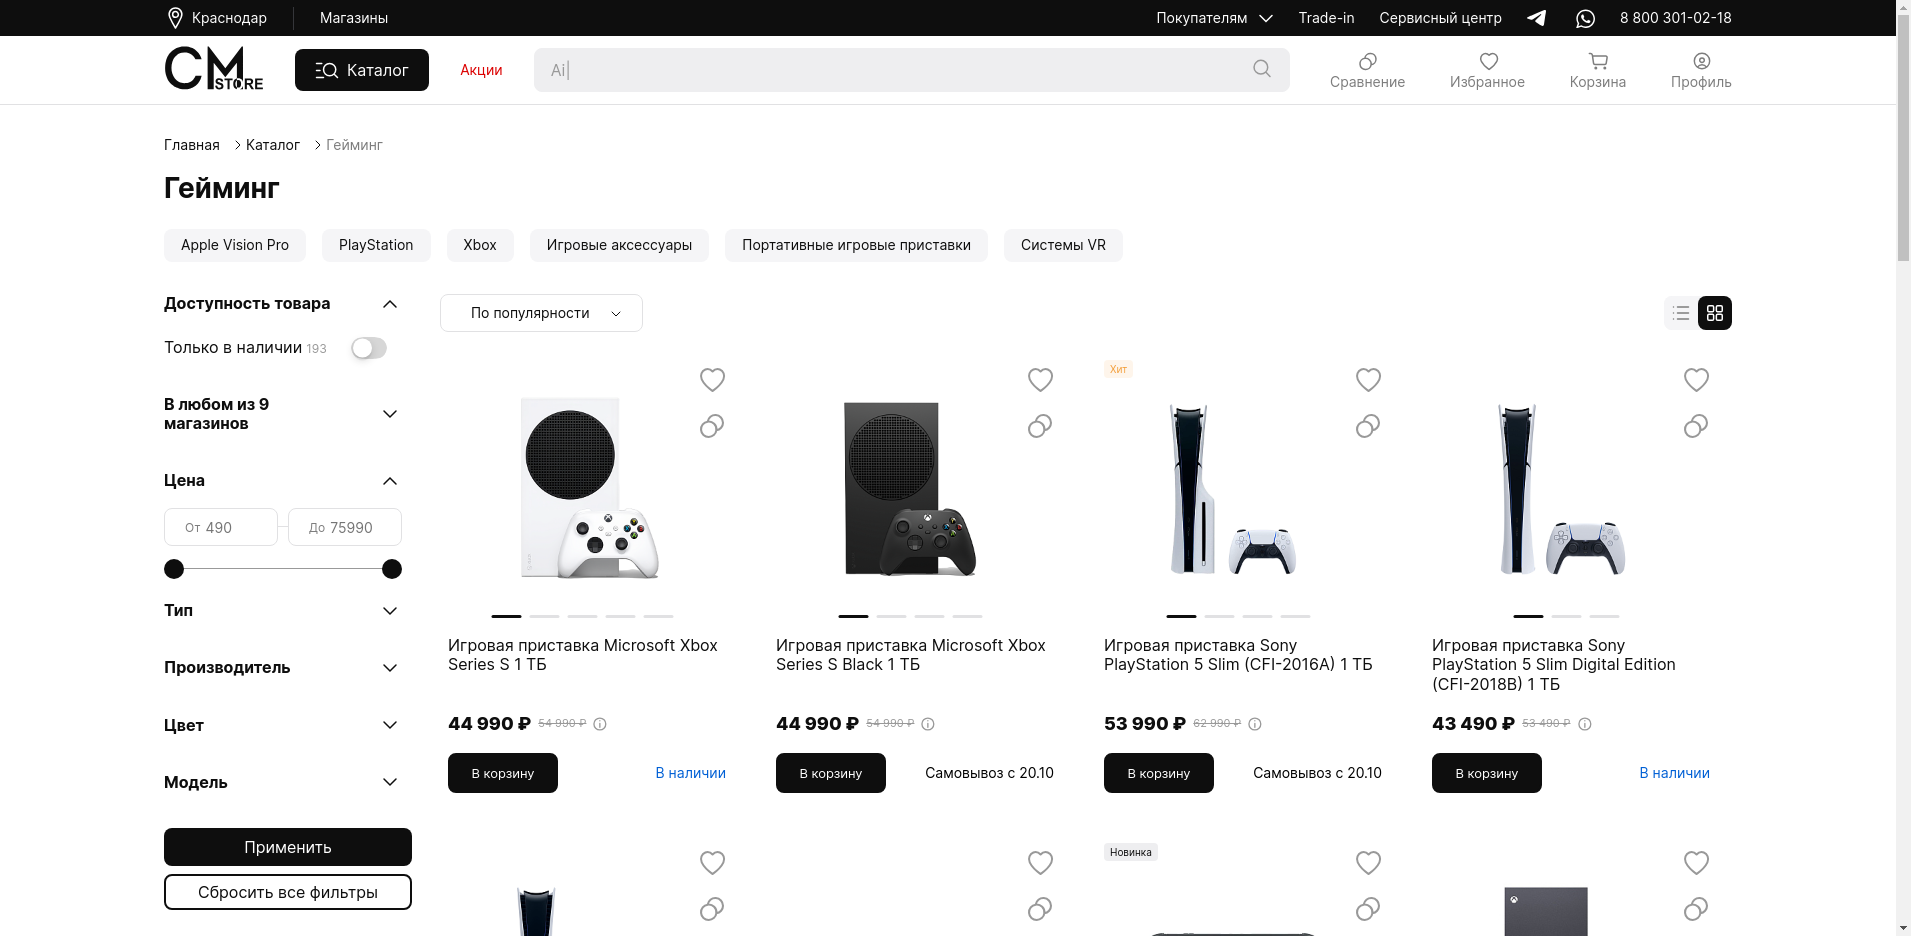 Краснодар
Магазины
Покупателям
Trade-in
Сервисный центр
8 800 301-02-18
CM STORE
Каталог
Акции
Ai|
Сравнение
Избранное
Корзина
Профиль
Главная
Каталог
Гейминг
Гейминг
Apple Vision Pro
PlayStation
Xbox
Игровые аксессуары
Портативные игровые приставки
Системы VR
Доступность товара
Только в наличии 193
В любом из 9
магазинов
Цена
От 490
До 75990
Тип
Производитель
Цвет
Модель
Применить
Сбросить все фильтры
По популярности
Игровая приставка Microsoft Xbox
Series S 1 ТБ
44 990 ₽ 54 990 ₽
В корзину
В наличии
Игровая приставка Microsoft Xbox
Series S Black 1 ТБ
44 990 ₽ 54 990 ₽
В корзину
Самовывоз с 20.10
Хит
Игровая приставка Sony
PlayStation 5 Slim (CFI-2016A) 1 ТБ
53 990 ₽ 62 990 ₽
В корзину
Самовывоз с 20.10
Игровая приставка Sony
PlayStation 5 Slim Digital Edition
(CFI-2018B) 1 ТБ
43 490 ₽ 53 490 ₽
В корзину
В наличии
Новинка